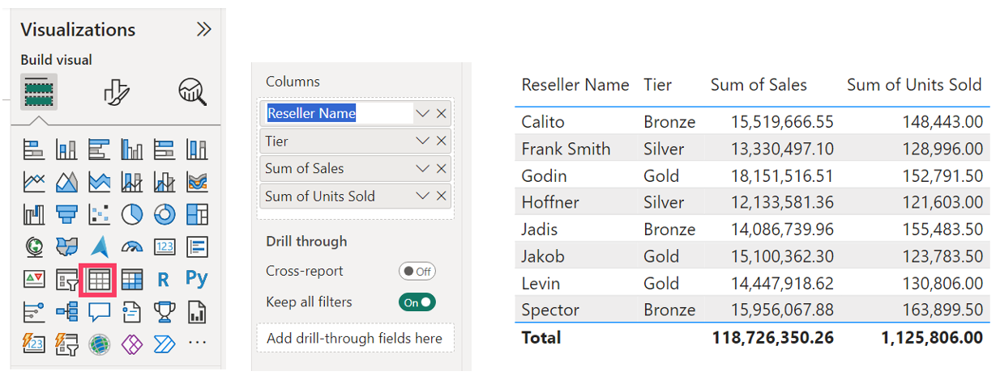 Visualizations
Build visual
123
R
Py
123
Columns
Reseller Name
Tier
Sum of Sales
Sum of Units Sold
Drill through
Cross-report
Off
Keep all filters
On
Add drill-through fields here
Reseller Name Tier Sum of Sales Sum of Units Sold
Calito Bronze 15,519,666.55 148,443.00
Frank Smith Silver 13,330,497.10 128,996.00
Godin Gold 18,151,516.51 152,791.50
Hoffner Silver 12,133,581.36 121,603.00
Jadis Bronze 14,086,739.96 155,483.50
Jakob Gold 15,100,362.30 123,783.50
Levin Gold 14,447,918.62 130,806.00
Spector Bronze 15,956,067.88 163,899.50
Total 118,726,350.26 1,125,806.00